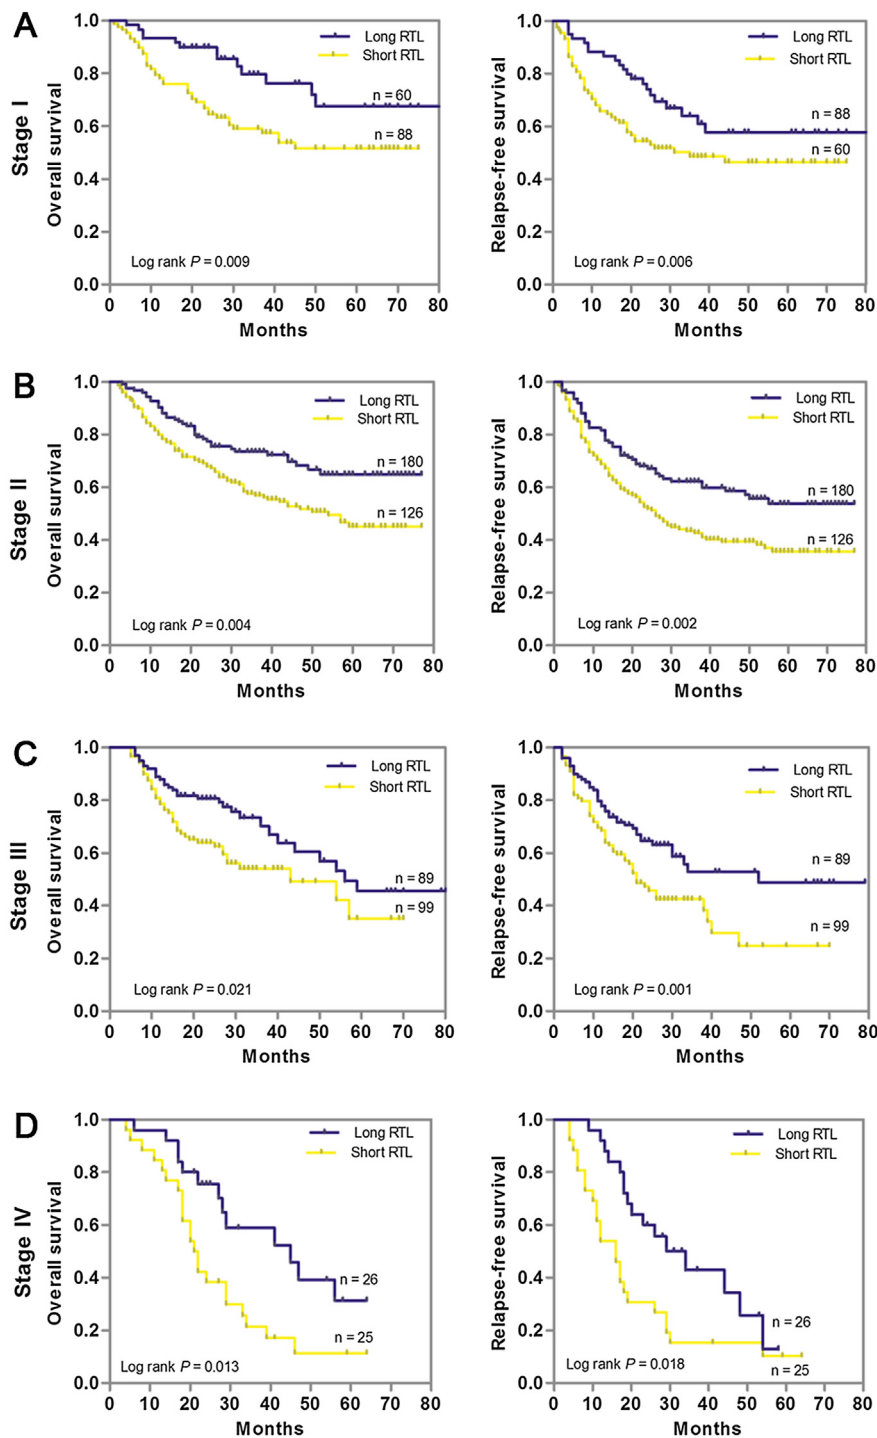 A
Stage I
Overall survival
1.0
0.8
0.6
0.4
0.2
0.0
Long RTL
Short RTL
n = 60
n = 88
Log rank P = 0.009
0 10 20 30 40 50 60 70 80
Months
Relapse-free survival
1.0
0.8
0.6
0.4
0.2
0.0
Long RTL
Short RTL
n = 88
n = 60
Log rank P = 0.006
0 10 20 30 40 50 60 70 80
Months
B
Stage II
Overall survival
1.0
0.8
0.6
0.4
0.2
0.0
Long RTL
Short RTL
n = 180
n = 126
Log rank P = 0.004
0 10 20 30 40 50 60 70 80
Months
Relapse-free survival
1.0
0.8
0.6
0.4
0.2
0.0
Long RTL
Short RTL
n = 180
n = 126
Log rank P = 0.002
0 10 20 30 40 50 60 70 80
Months
C
Stage III
Overall survival
1.0
0.8
0.6
0.4
0.2
0.0
Long RTL
Short RTL
n = 89
n = 99
Log rank P = 0.021
0 10 20 30 40 50 60 70 80
Months
Relapse-free survival
1.0
0.8
0.6
0.4
0.2
0.0
Long RTL
Short RTL
n = 89
n = 99
Log rank P = 0.001
0 10 20 30 40 50 60 70 80
Months
D
Stage IV
Overall survival
1.0
0.8
0.6
0.4
0.2
0.0
Long RTL
Short RTL
n = 26
n = 25
Log rank P = 0.013
0 10 20 30 40 50 60 70 80
Months
Relapse-free survival
1.0
0.8
0.6
0.4
0.2
0.0
Long RTL
Short RTL
n = 26
n = 25
Log rank P = 0.018
0 10 20 30 40 50 60 70 80
Months